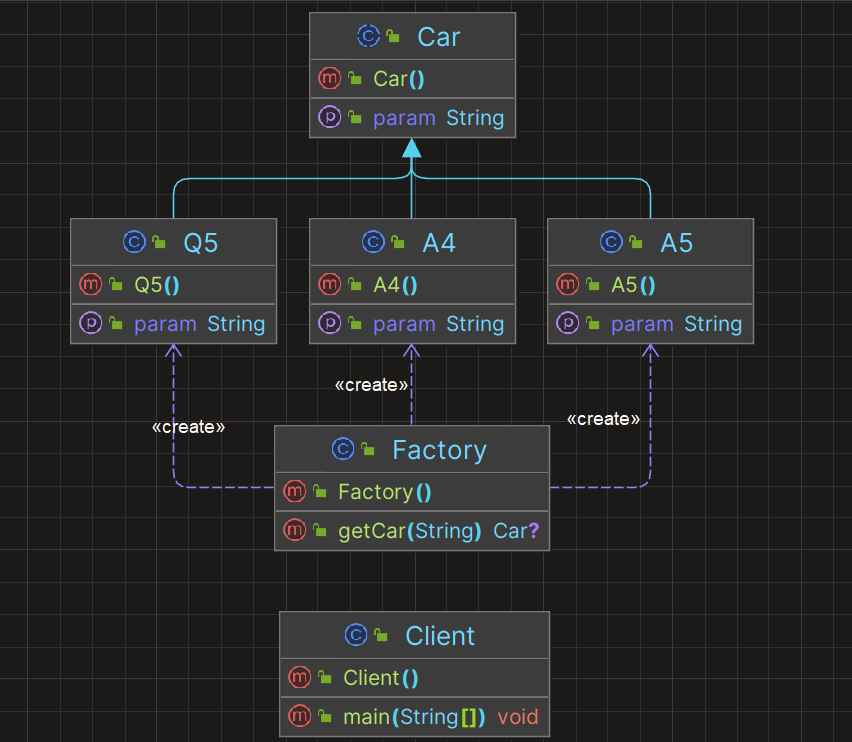 Car
Car()
param String
Q5
Q5()
param String
A4
A4()
param String
A5
A5()
param String
«create»
«create»
«create»
Factory
Factory()
getCar(String) Car?
Client
Client()
main(String[]) void